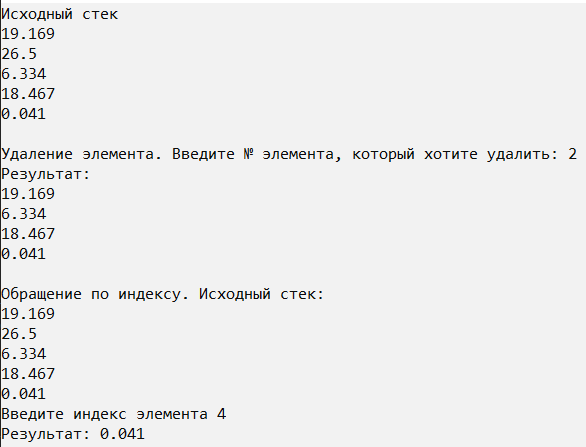 Исходный стек
19.169
26.5
6.334
18.467
0.041
Удаление элемента. Введите № элемента, который хотите удалить: 2
Результат:
19.169
6.334
18.467
0.041
Обращение по индексу. Исходный стек:
19.169
26.5
6.334
18.467
0.041
Введите индекс элемента 4
Результат: 0.041